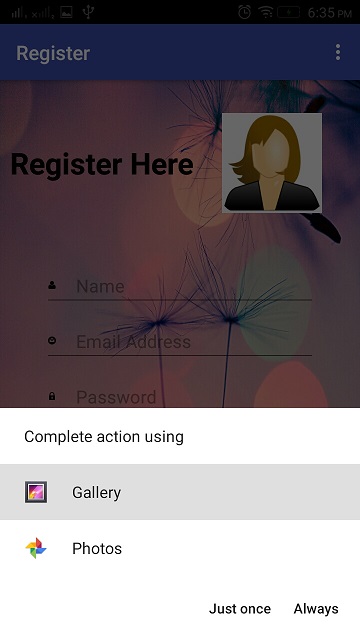 6:35 PM
Register
Register Here
Name
Email Address
Password
Complete action using
Gallery
Photos
Just once Always